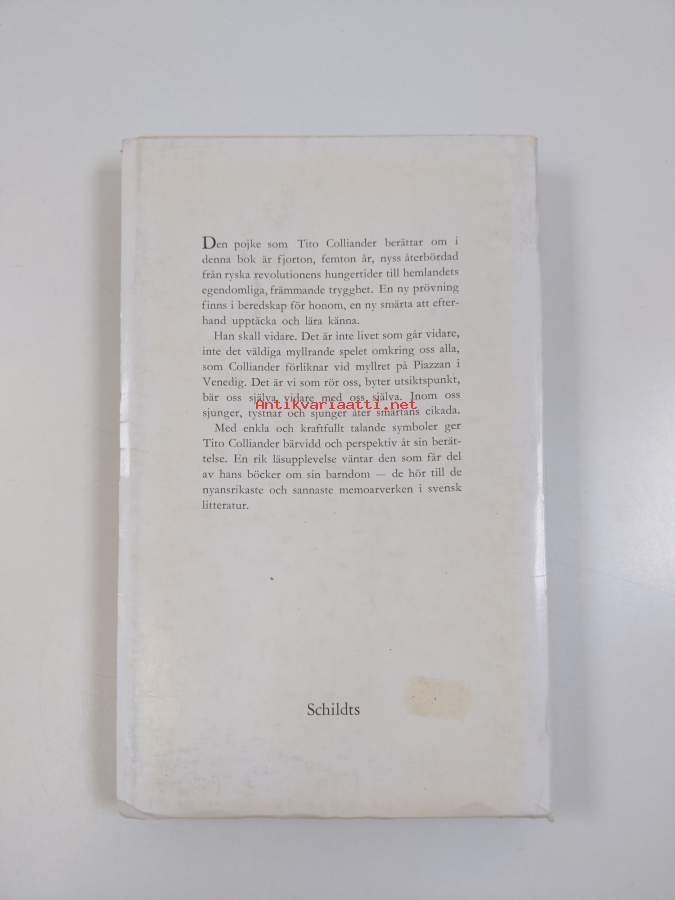 Den pojke som Tito Colliander berättar om i
denna bok är fjorton, femton år, nyss återbördad
från ryska revolutionens hungertider till hemlandets
egendomliga, främmande trygghet. En ny prövning
finns i beredskap för honom, en ny smärta att efter-
hand upptäcka och lära känna.
Han skall vidare. Det är inte livet som går vidare,
inte det väldiga myllrande spelet omkring oss alla,
som Colliander förliknar vid myllret på Piazzan i
Venedig. Det är vi som rör oss, byter utsiktspunkt,
bär oss själva vidare med oss själva. Inom oss
Antikvariaatti.net
sjunger, tystnar och sjunger åter smärtans cikada.
Med enkla och kraftfullt talande symboler ger
Tito Colliander bärvidd och perspektiv åt sin berät-
telse. En rik läsupplevelse väntar den som får del
av hans böcker om sin barndom — de hör till de
nyansrikaste och sannaste memoarverken i svensk
litteratur.
Schildts